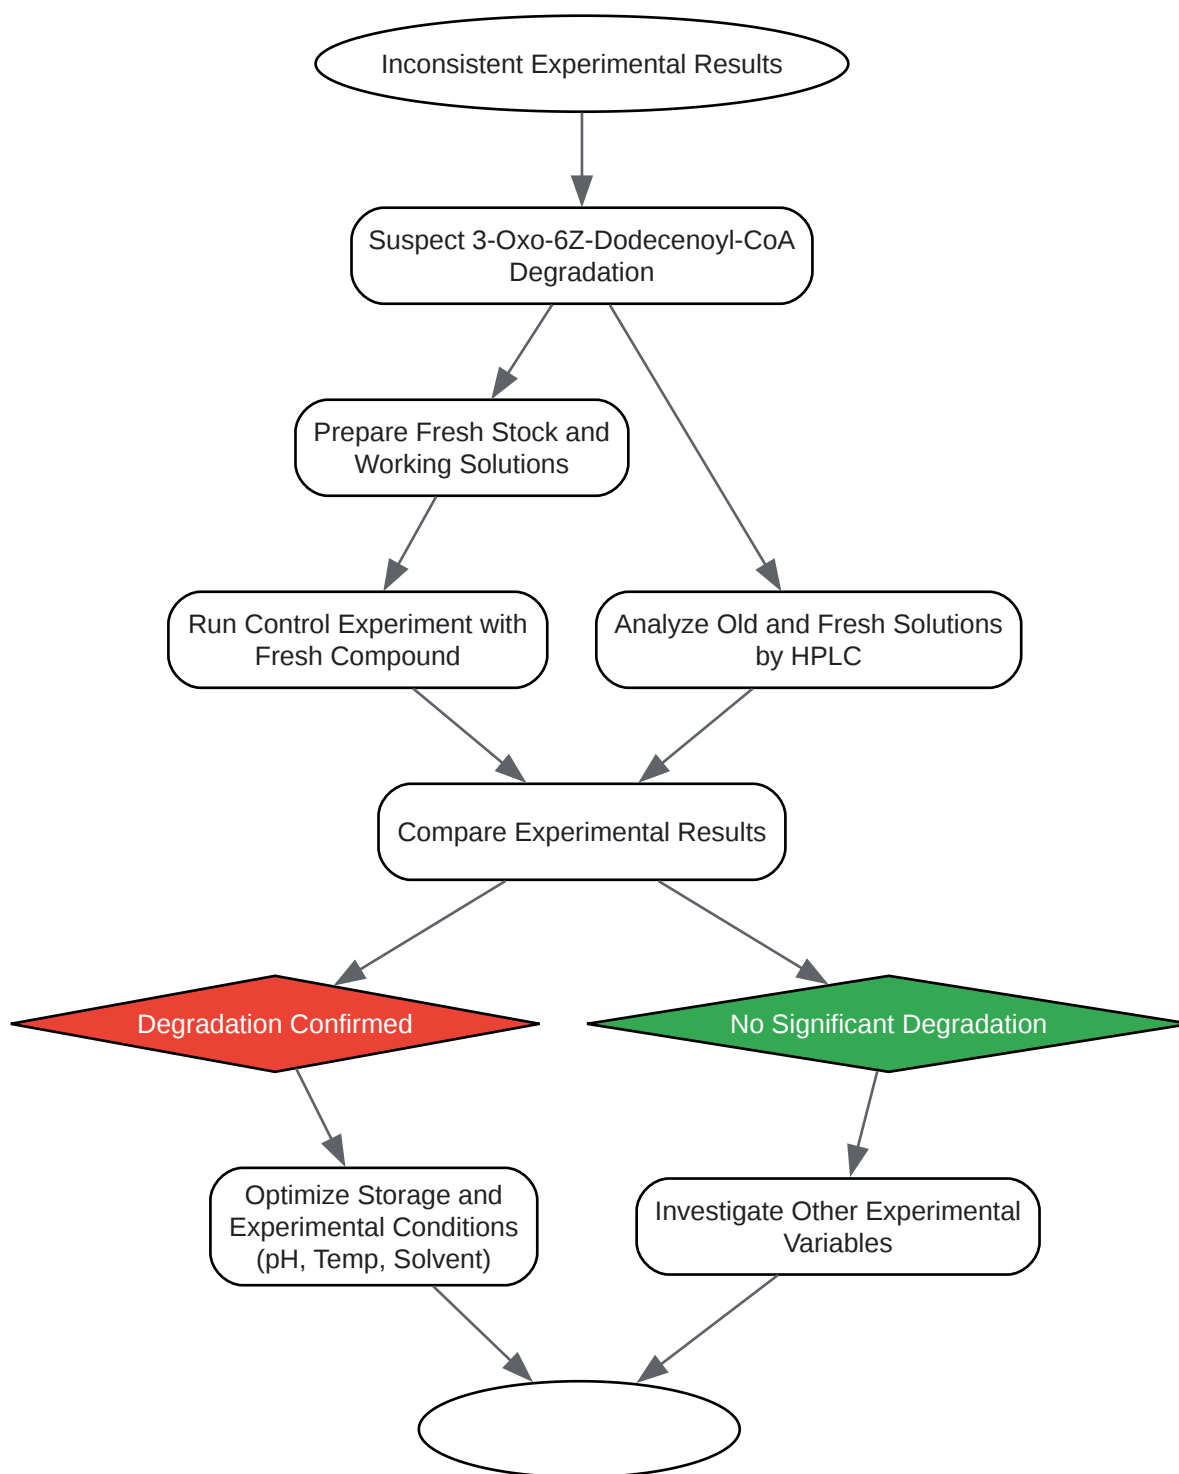 Inconsistent Experimental Results
Suspect 3-Oxo-6Z-Dodecenoyl-CoA
Degradation
Prepare Fresh Stock and
Working Solutions
Run Control Experiment with
Fresh Compound
Analyze Old and Fresh Solutions
by HPLC
Compare Experimental Results
Degradation Confirmed
No Significant Degradation
Optimize Storage and
Experimental Conditions
(pH, Temp, Solvent)
Investigate Other Experimental
Variables